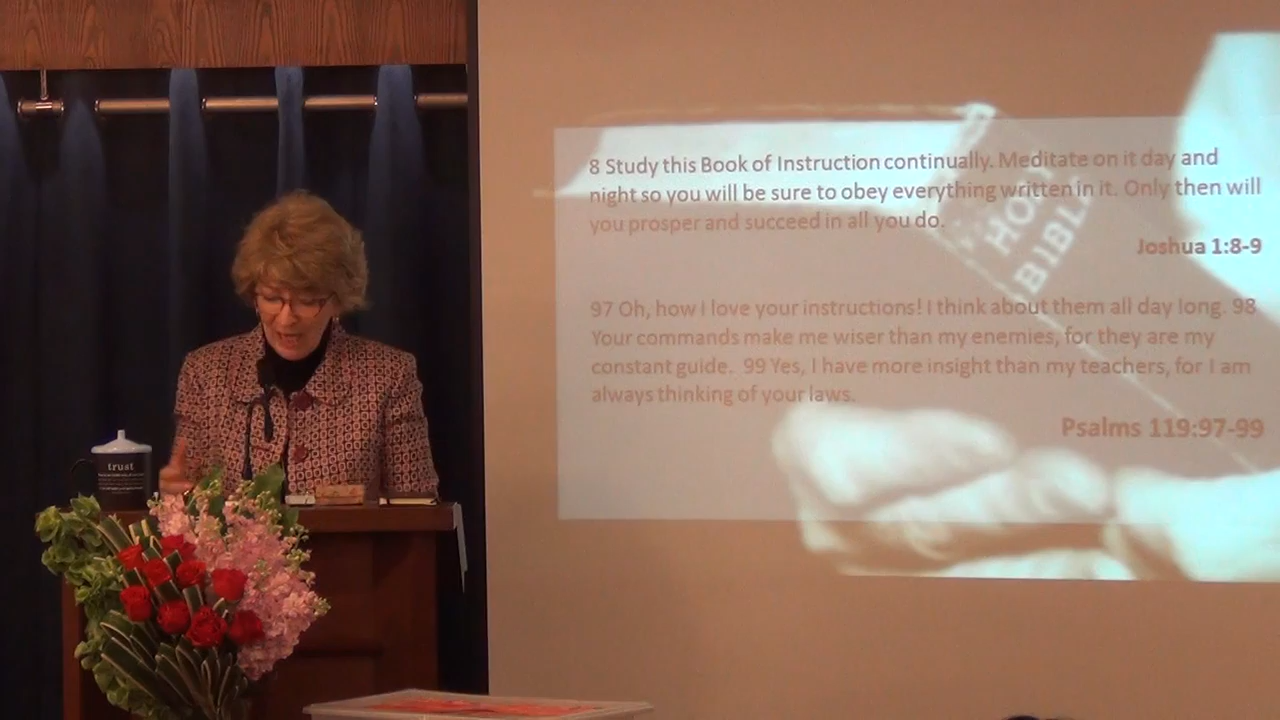 trust
8 Study this Book of Instruction continually. Meditate on it day and
night so you will be sure to obey everything written in it. Only then will
you prosper and succeed in all you do.
Joshua 1:8-9
97 Oh, how I love your instructions! I think about them all day long. 98
Your commands make me wiser than my enemies, for they are my
constant guide. 99 Yes, I have more insight than my teachers, for I am
always thinking of your laws.
Psalms 119:97-99
HOLY
BIBLE